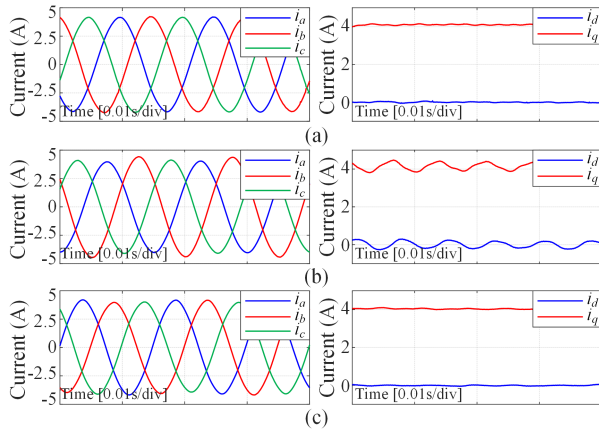 Current (A)
5
2.5
0
-2.5
-5
i_a
i_b
i_c
Time [0.01s/div]
Current (A)
4
2
0
i_d
i_q
Time [0.01s/div]
(a)
Current (A)
5
2.5
0
-2.5
-5
i_a
i_b
i_c
Time [0.01s/div]
Current (A)
4
2
0
i_d
i_q
Time [0.01s/div]
(b)
Current (A)
5
2.5
0
-2.5
-5
i_a
i_b
i_c
Time [0.01s/div]
Current (A)
4
2
0
i_d
i_q
Time [0.01s/div]
(c)